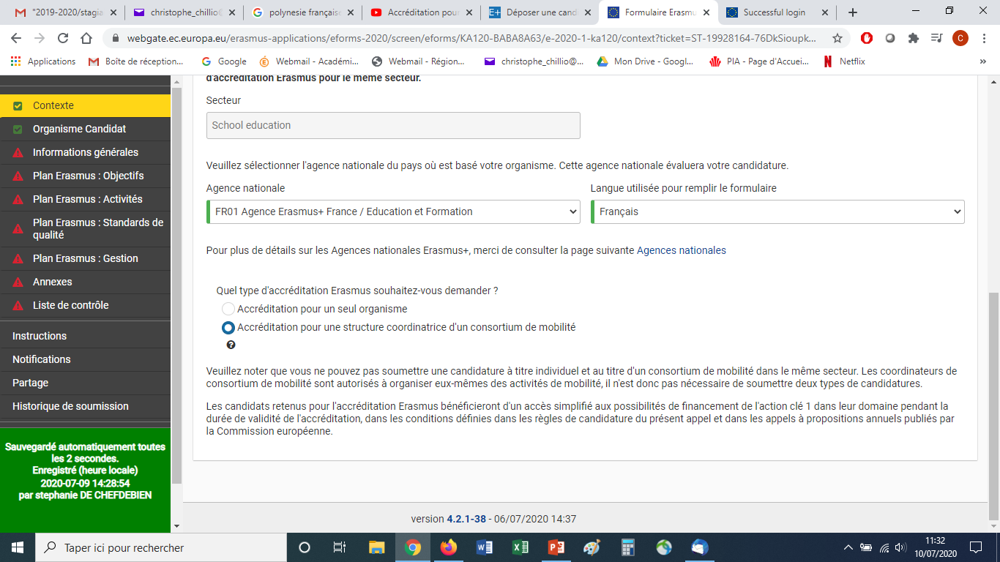 "2019-2020/stagia
christophe_chillio@
polynesie française
Accréditation pour
Déposer une candi
Formulaire Erasmu
Successful login
webgate.ec.europa.eu/erasmus-applications/eforms-2020/screen/eforms/KA120-BABA8A63/e-2020-1-ka120/context?ticket=ST-19928164-76DkSioupk...
C
Applications
Boîte de réception...
Google
Webmail – Académi...
Webmail - Région...
christophe_chillio@...
Mon Drive - Googl...
PIA - Page d'Accuei...
Netflix
»
Contexte
Organisme Candidat
Informations générales
Plan Erasmus : Objectifs
Plan Erasmus : Activités
Plan Erasmus : Standards de
qualité
Plan Erasmus : Gestion
Annexes
Liste de contrôle
Instructions
Notifications
Partage
Historique de soumission
Sauvegardé automatiquement toutes
les 2 secondes.
Enregistré (heure locale)
2020-07-09 14:28:54
par stephanie DE CHEFDEBIEN
d'accréditation Erasmus pour le même secteur.
Secteur
School education
Veuillez sélectionner l'agence nationale du pays où est basé votre organisme. Cette agence nationale évaluera votre candidature.
Agence nationale
Langue utilisée pour remplir le formulaire
FR01 Agence Erasmus+ France / Education et Formation
Français
Pour plus de détails sur les Agences nationales Erasmus+, merci de consulter la page suivante Agences nationales
Quel type d'accréditation Erasmus souhaitez-vous demander ?
Accréditation pour un seul organisme
Accréditation pour une structure coordinatrice d'un consortium de mobilité
?
Veuillez noter que vous ne pouvez pas soumettre une candidature à titre individuel et au titre d'un consortium de mobilité dans le même secteur. Les coordinateurs de
consortium de mobilité sont autorisés à organiser eux-mêmes des activités de mobilité, il n'est donc pas nécessaire de soumettre deux types de candidatures.
Les candidats retenus pour l'accréditation Erasmus bénéficieront d'un accès simplifié aux possibilités de financement de l'action clé 1 dans leur domaine pendant la
durée de validité de l'accréditation, dans les conditions définies dans les règles de candidature du présent appel et dans les appels à propositions annuels publiés par
la Commission européenne.
version 4.2.1-38 - 06/07/2020 14:37
Taper ici pour rechercher
11:32
10/07/2020